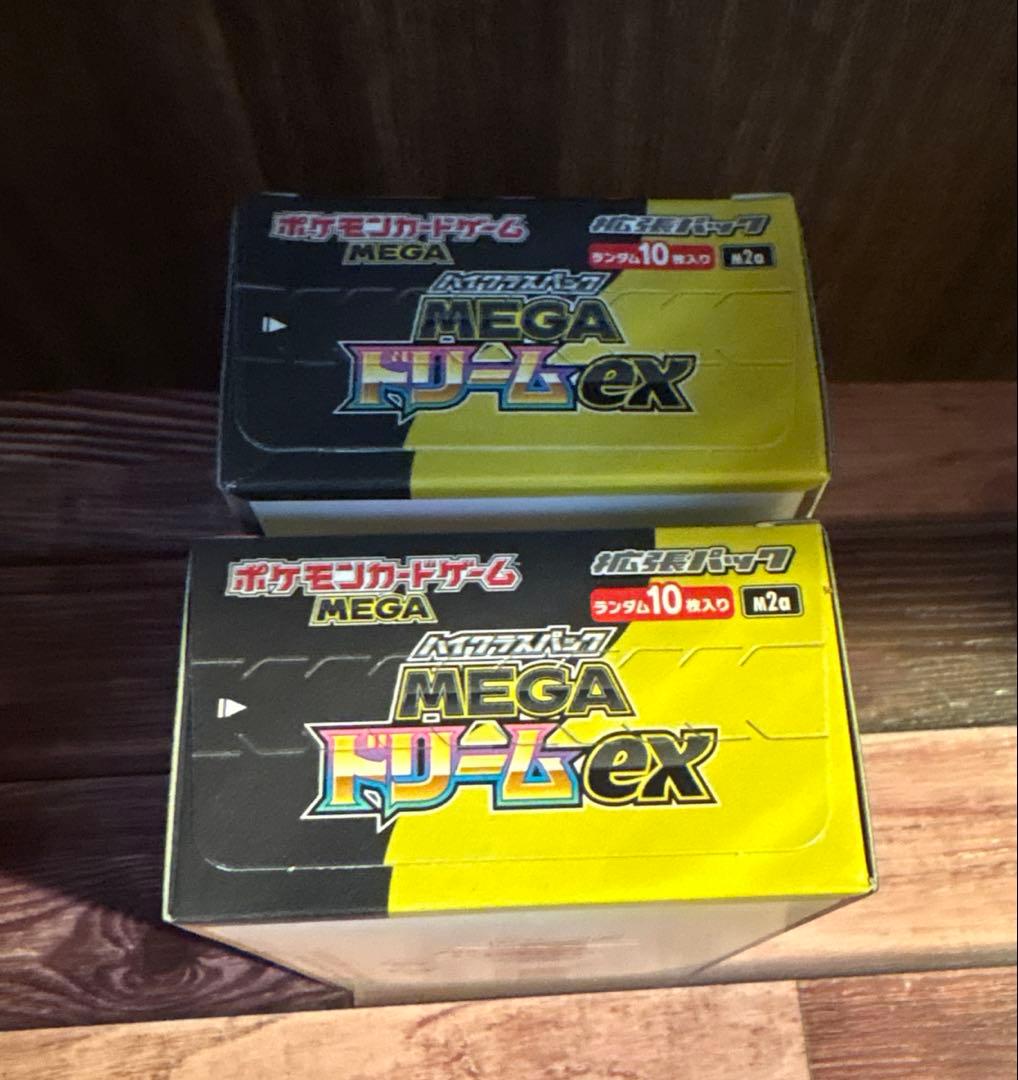 ポケモンカードゲーム
MEGA
拡張パック
ランダム10枚入り M2a
ハイクラスパック
MEGA
ドリームex
ポケモンカードゲーム
MEGA
拡張パック
ランダム10枚入り M2a
ハイクラスパック
MEGA
ドリームex